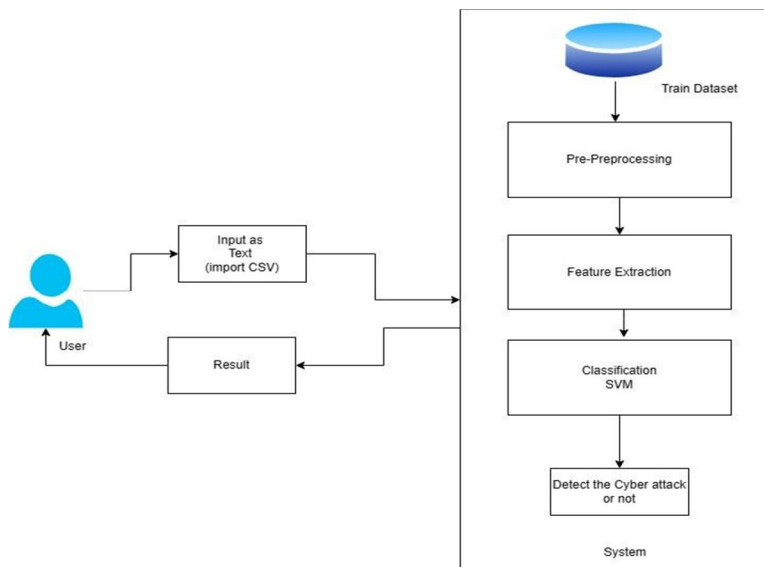 Train Dataset
Pre-Preprocessing
Input as
Text
(import CSV)
Feature Extraction
User
Result
Classification
SVM
Detect the Cyber attack
or not
System